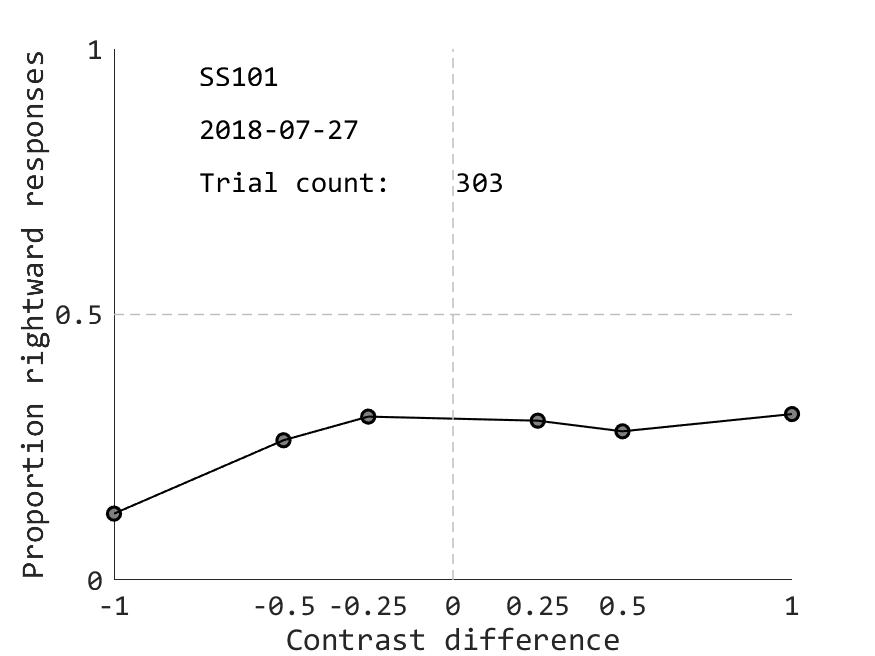 SS101
2018-07-27
Trial count: 303
Proportion rightward responses
1
0.5
0
-1 -0.5 -0.25 0 0.25 0.5 1
Contrast difference